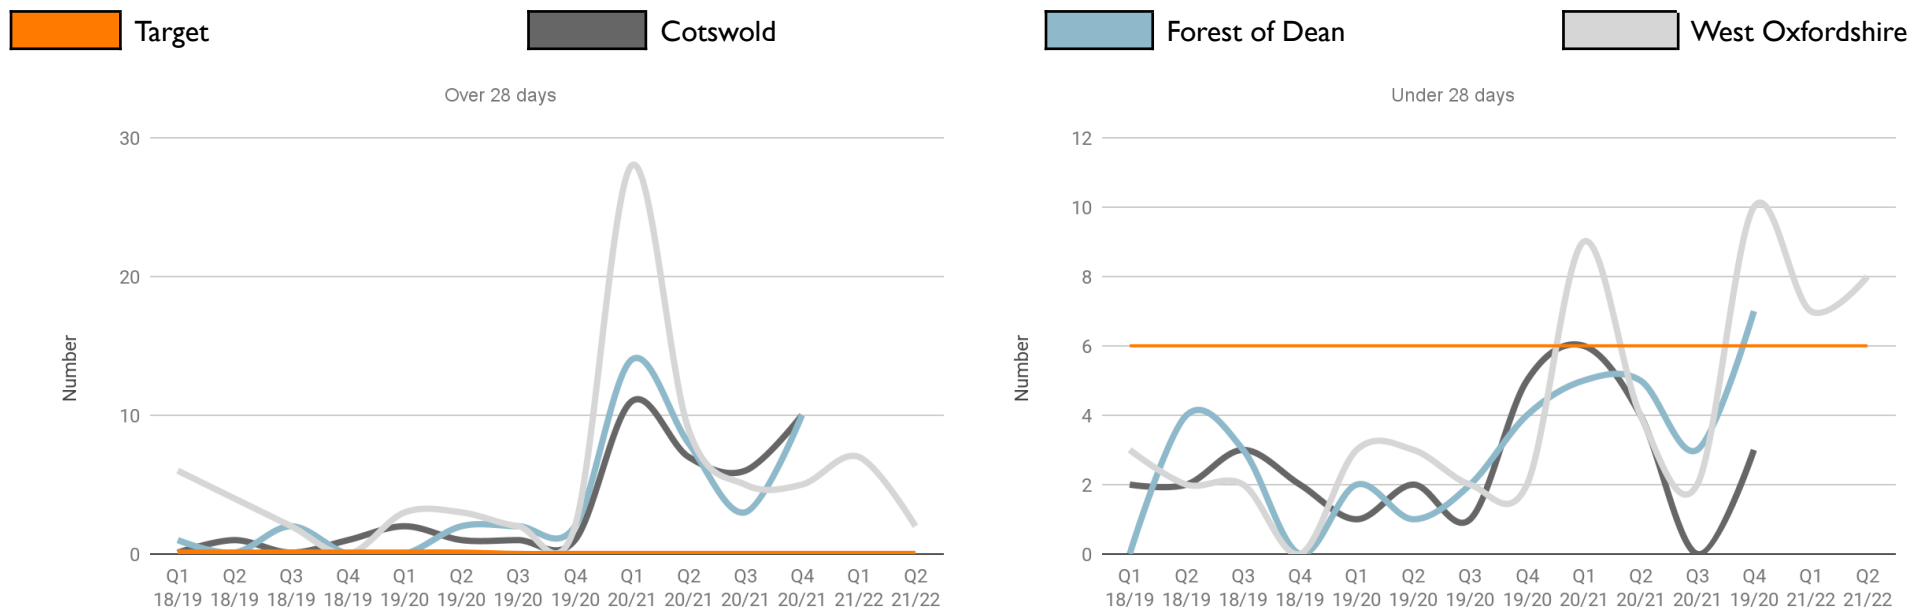 Target Cotswold Forest of Dean West Oxfordshire
Over 28 days
30
20
10
0
Number
Q1 Q2 Q3 Q4 Q1 Q2 Q3 Q4 Q1 Q2 Q3 Q4 Q1 Q2
18/19 18/19 18/19 18/19 19/20 19/20 19/20 19/20 20/21 20/21 20/21 20/21 21/22 21/22
Under 28 days
12
10
8
6
4
2
0
Number
Q1 Q2 Q3 Q4 Q1 Q2 Q3 Q4 Q1 Q2 Q3 Q4 Q1 Q2
18/19 18/19 18/19 18/19 19/20 19/20 19/20 19/20 20/21 20/21 20/21 19/20 21/22 21/22